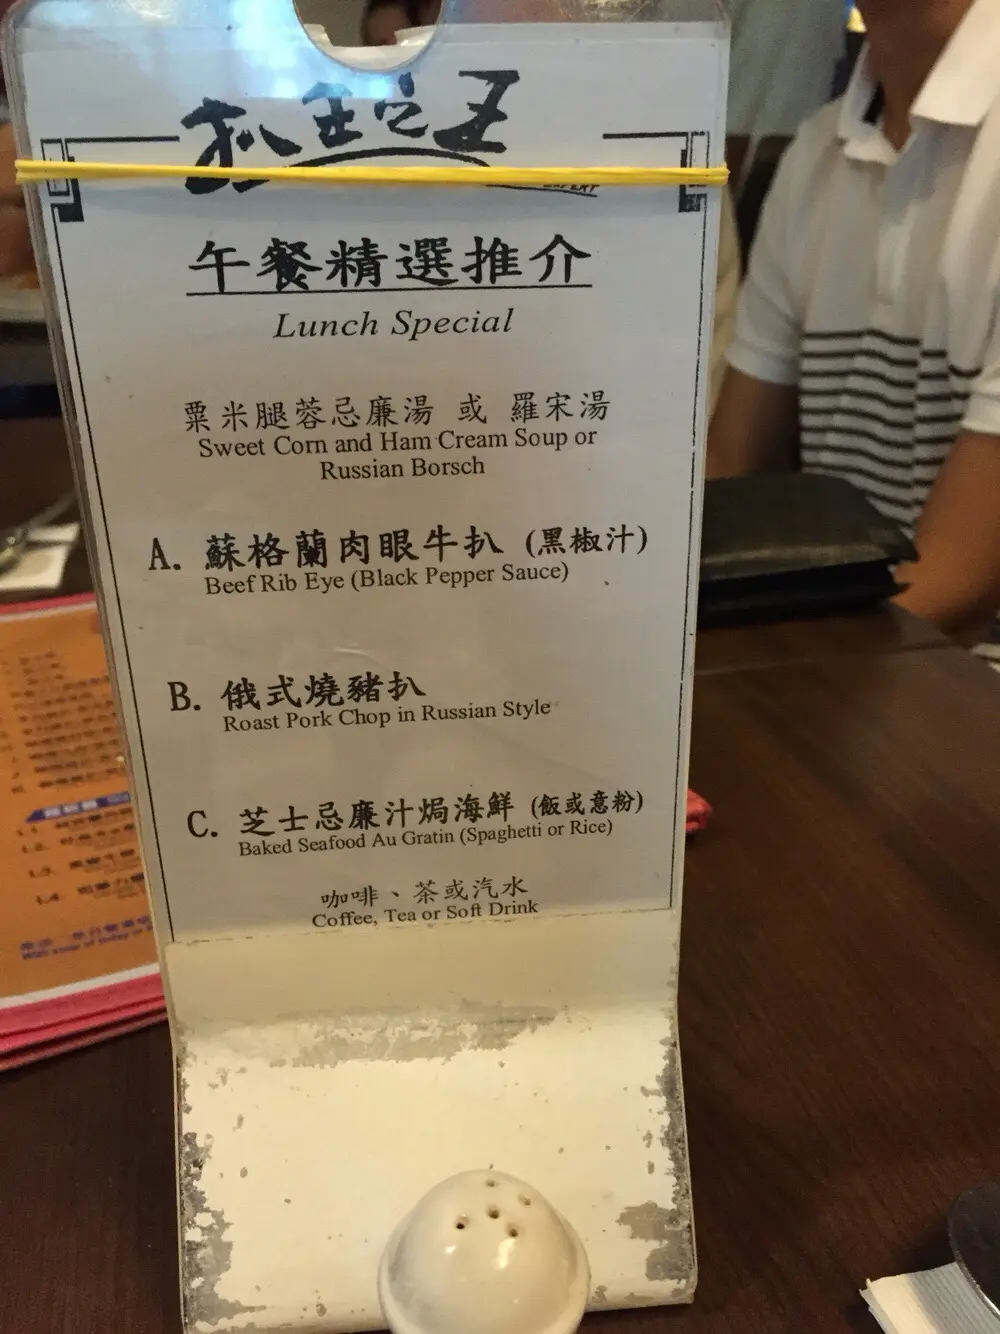 扒王之王
午餐精選推介
Lunch Special
粟米腿蓉忌廉湯 或 羅宋湯
Sweet Corn and Ham Cream Soup or
Russian Borsch
A. 蘇格蘭肉眼牛扒 (黑椒汁)
Beef Rib Eye (Black Pepper Sauce)
B. 俄式燒豬扒
Roast Pork Chop in Russian Style
C. 芝士忌廉汁焗海鮮 (飯或意粉)
Baked Seafood Au Gratin (Spaghetti or Rice)
咖啡、茶或汽水
Coffee, Tea or Soft Drink